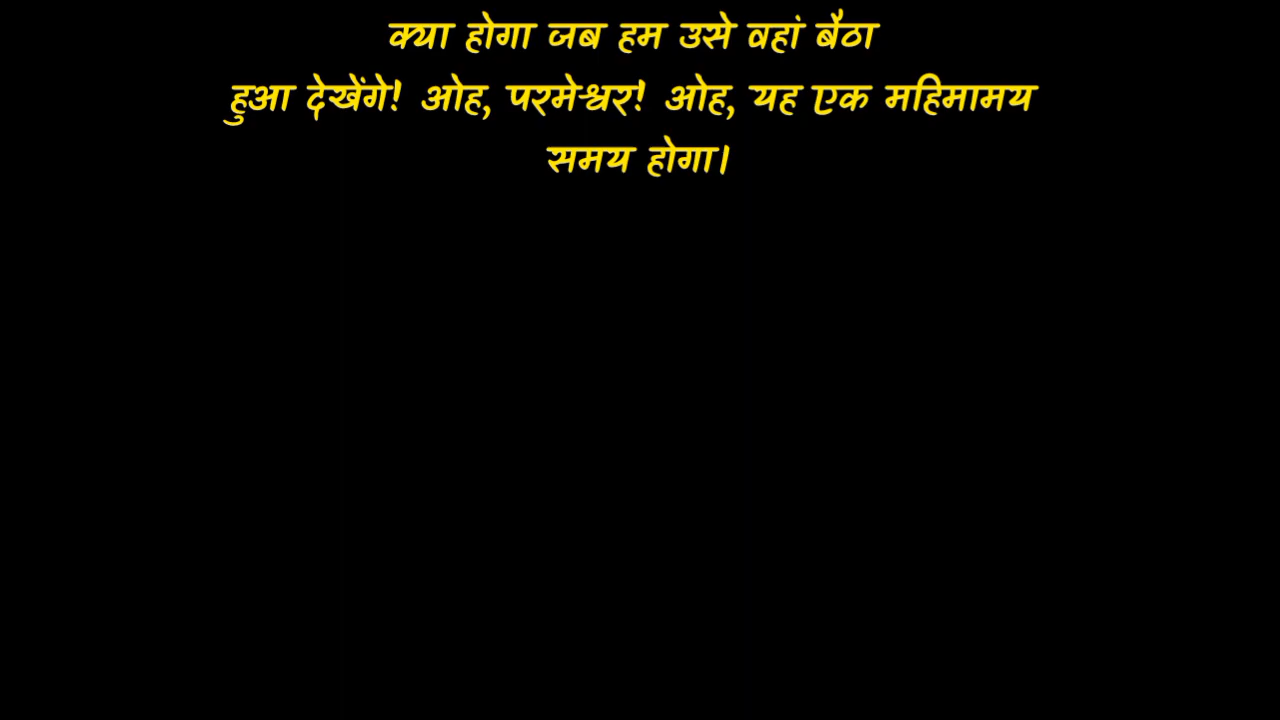 क्या होगा जब हम उसे वहां बैठा
हुआ देखेंगे! ओह, परमेश्वर! ओह, यह एक महिमामय
समय होगा।